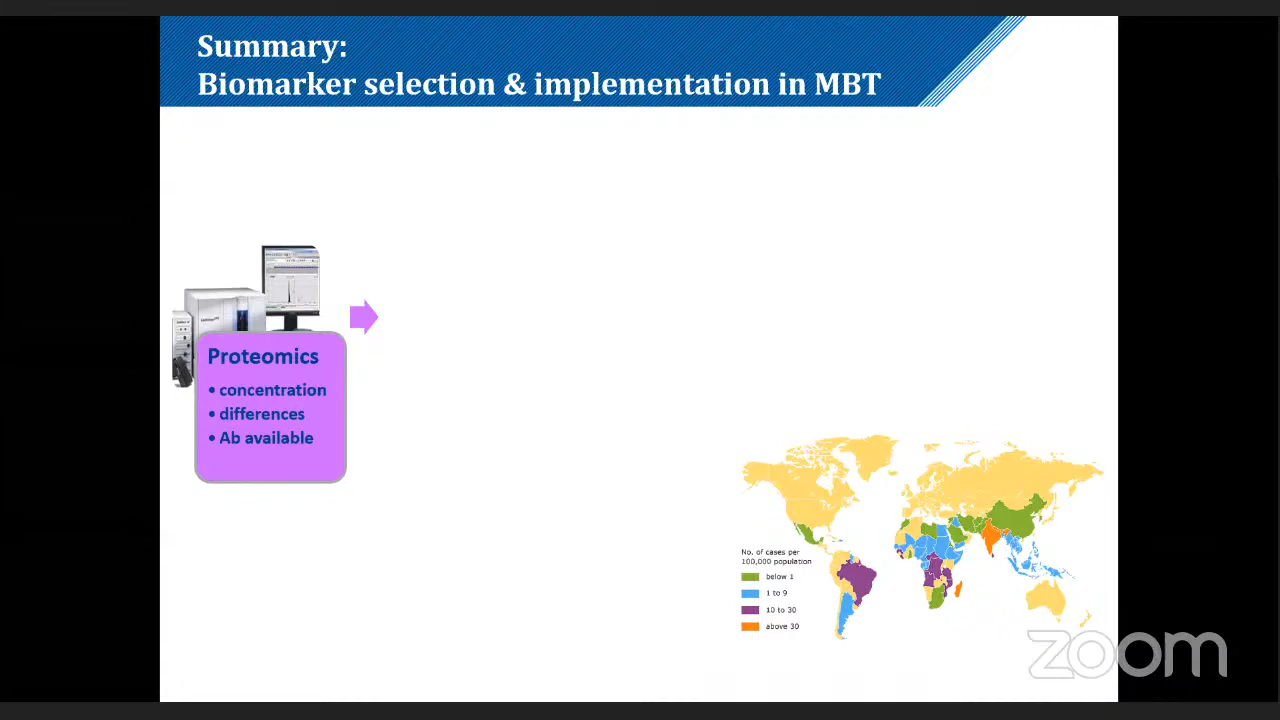 Summary:
Biomarker selection & implementation in MBT
Proteomics
• concentration
• differences
• Ab available
No. of cases per
100,000 population
below 1
1 to 9
10 to 30
above 30
zoom